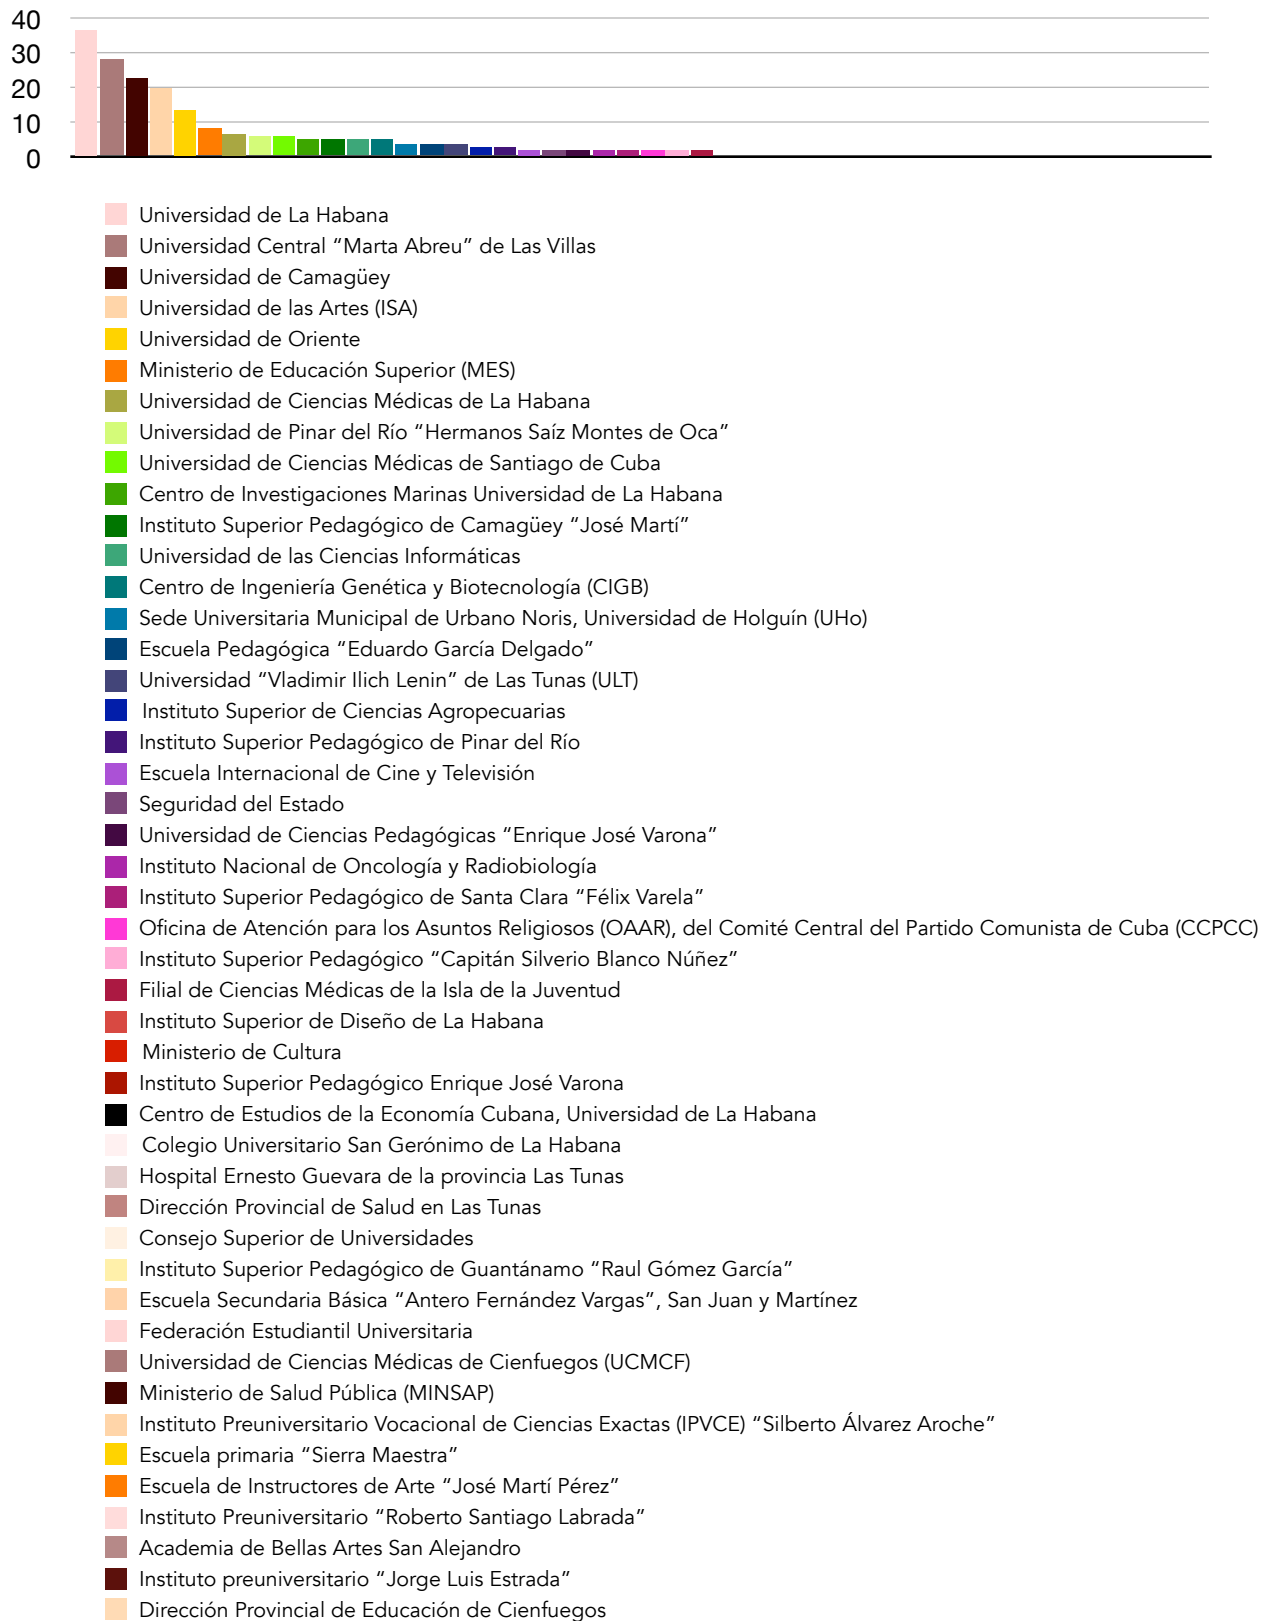 40
30
20
10
0
Universidad de La Habana
Universidad Central “Marta Abreu” de Las Villas
Universidad de Camagüey
Universidad de las Artes (ISA)
Universidad de Oriente
Ministerio de Educación Superior (MES)
Universidad de Ciencias Médicas de La Habana
Universidad de Pinar del Río “Hermanos Saíz Montes de Oca”
Universidad de Ciencias Médicas de Santiago de Cuba
Centro de Investigaciones Marinas Universidad de La Habana
Instituto Superior Pedagógico de Camagüey “José Martí”
Universidad de las Ciencias Informáticas
Centro de Ingeniería Genética y Biotecnología (CIGB)
Sede Universitaria Municipal de Urbano Noris, Universidad de Holguín (UHo)
Escuela Pedagógica “Eduardo García Delgado”
Universidad “Vladimir Ilich Lenin” de Las Tunas (ULT)
Instituto Superior de Ciencias Agropecuarias
Instituto Superior Pedagógico de Pinar del Río
Escuela Internacional de Cine y Televisión
Seguridad del Estado
Universidad de Ciencias Pedagógicas “Enrique José Varona”
Instituto Nacional de Oncología y Radiobiología
Instituto Superior Pedagógico de Santa Clara “Félix Varela”
Oficina de Atención para los Asuntos Religiosos (OAAR), del Comité Central del Partido Comunista de Cuba (CCPCC)
Instituto Superior Pedagógico “Capitán Silverio Blanco Núñez”
Filial de Ciencias Médicas de la Isla de la Juventud
Instituto Superior de Diseño de La Habana
Ministerio de Cultura
Instituto Superior Pedagógico Enrique José Varona
Centro de Estudios de la Economía Cubana, Universidad de La Habana
Colegio Universitario San Gerónimo de La Habana
Hospital Ernesto Guevara de la provincia Las Tunas
Dirección Provincial de Salud en Las Tunas
Consejo Superior de Universidades
Instituto Superior Pedagógico de Guantánamo “Raul Gómez García”
Escuela Secundaria Básica “Antero Fernández Vargas”, San Juan y Martínez
Federación Estudiantil Universitaria
Universidad de Ciencias Médicas de Cienfuegos (UCMCF)
Ministerio de Salud Pública (MINSAP)
Instituto Preuniversitario Vocacional de Ciencias Exactas (IPVCE) “Silberto Álvarez Aroche”
Escuela primaria “Sierra Maestra”
Escuela de Instructores de Arte “José Martí Pérez”
Instituto Preuniversitario “Roberto Santiago Labrada”
Academia de Bellas Artes San Alejandro
Instituto preuniversitario “Jorge Luis Estrada”
Dirección Provincial de Educación de Cienfuegos